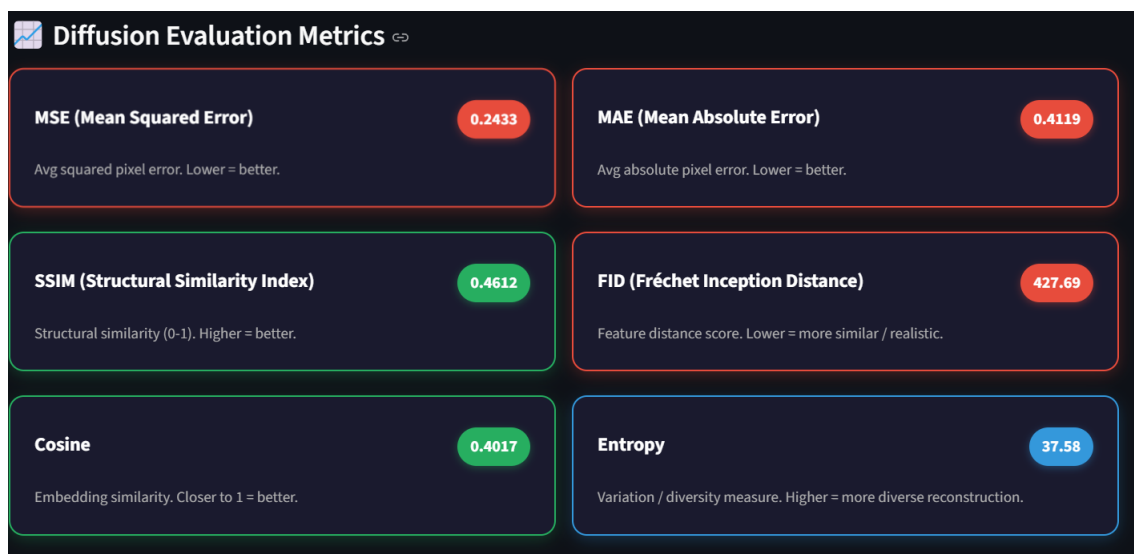 Diffusion Evaluation Metrics
MSE (Mean Squared Error) 0.2433
Avg squared pixel error. Lower = better.
MAE (Mean Absolute Error) 0.4119
Avg absolute pixel error. Lower = better.
SSIM (Structural Similarity Index) 0.4612
Structural similarity (0-1). Higher = better.
FID (Fréchet Inception Distance) 427.69
Feature distance score. Lower = more similar / realistic.
Cosine 0.4017
Embedding similarity. Closer to 1 = better.
Entropy 37.58
Variation / diversity measure. Higher = more diverse reconstruction.